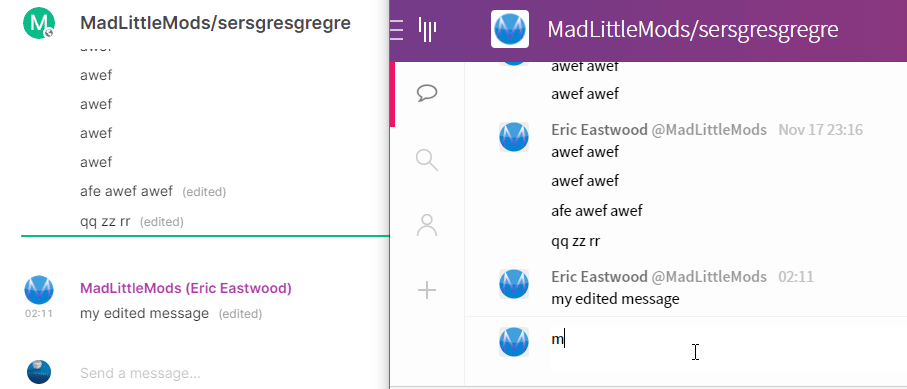 M
MadLittleMods/sersgresgregre
awef
awef
awef
awef
awef
afe awef awef (edited)
qq zz rr (edited)
MadLittleMods (Eric Eastwood)
02:11 my edited message (edited)
Send a message...
MadLittleMods/sersgresgregre
awef awef
awef awef
Eric Eastwood @MadLittleMods Nov 17 23:16
awef awef
awef awef
afe awef awef
qq zz rr
Eric Eastwood @MadLittleMods 02:11
my edited message
m